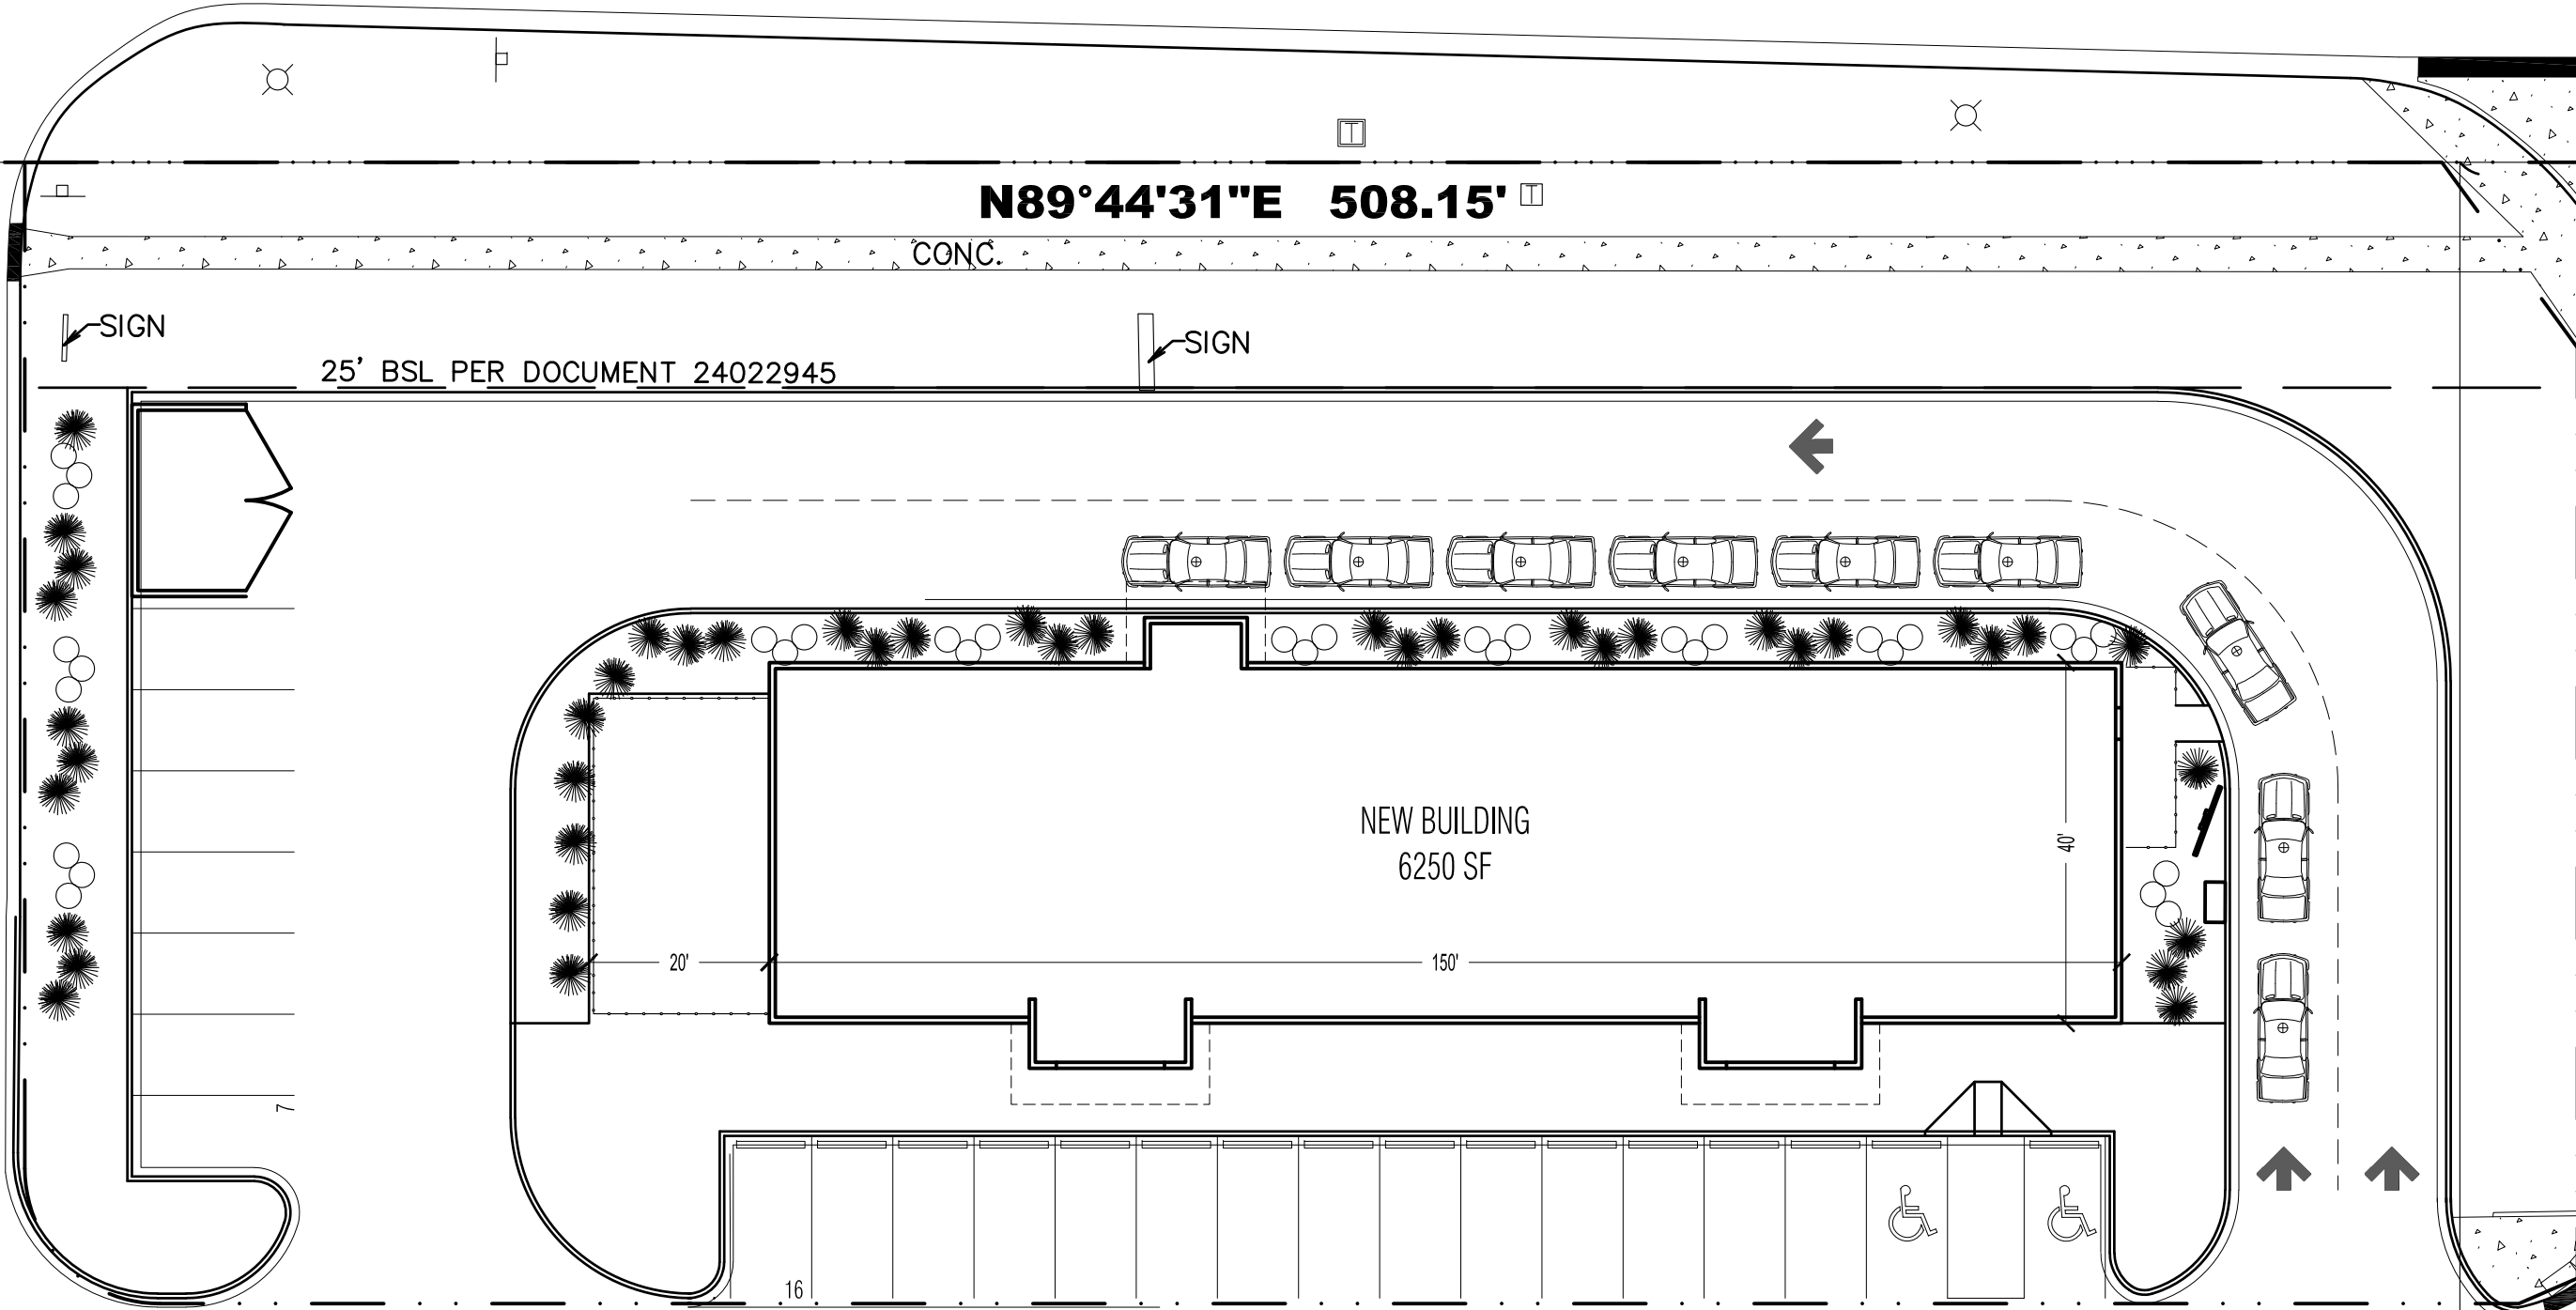 T
N89°44'31"E 508.15' T
CONC.
SIGN
SIGN
25' BSL PER DOCUMENT 24022945
NEW BUILDING
6250 SF
40'
20'
150'
7
16